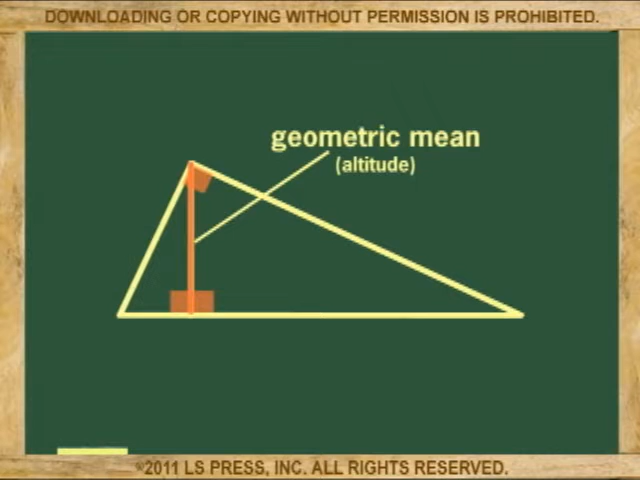 DOWNLOADING OR COPYING WITHOUT PERMISSION IS PROHIBITED.
geometric mean
(altitude)
©2011 LS PRESS, INC. ALL RIGHTS RESERVED.